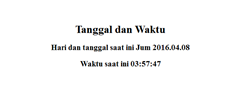 Tanggal dan Waktu
Hari dan tanggal saat ini Jum 2016.04.08
Waktu saat ini 03:57:47